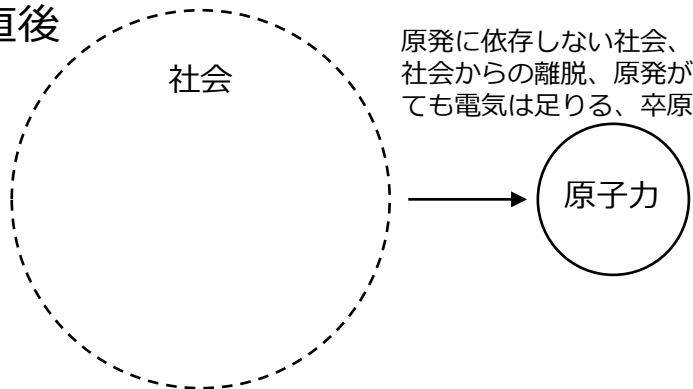 直後
社会
原発に依存しない社会、
社会からの離脱、原発が
ても電気は足りる、卒原
原子力